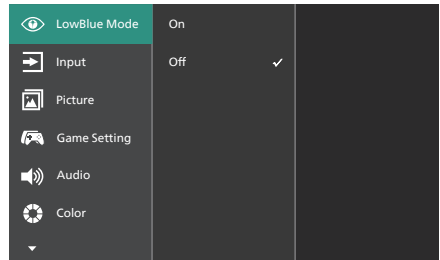 LowBlue Mode
On
Input
Off
Picture
Game Setting
Audio
Color